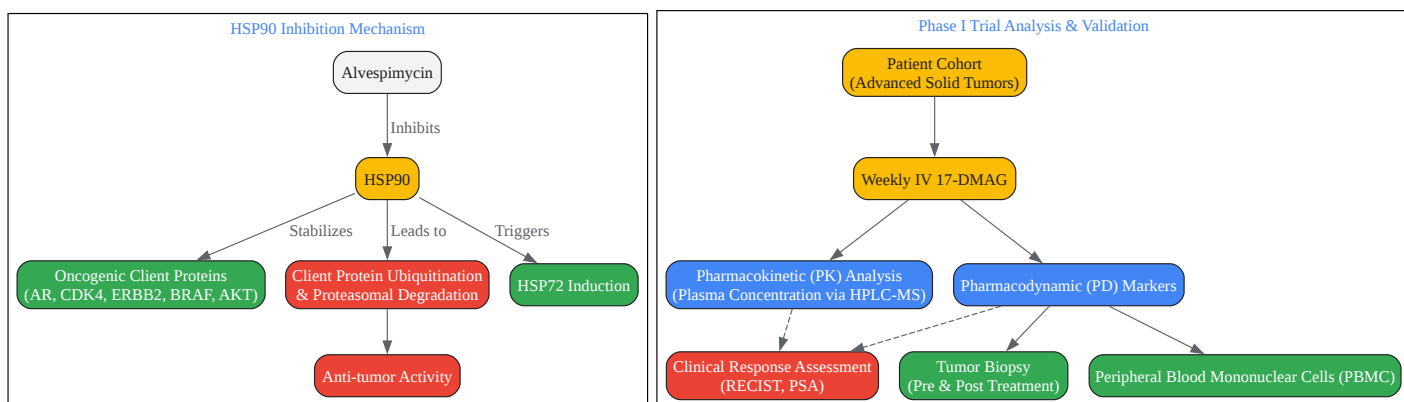 HSP90 Inhibition Mechanism
Alvespimycin
Inhibits
HSP90
Stabilizes
Leads to
Triggers
Oncogenic Client Proteins
(AR, CDK4, ERBB2, BRAF, AKT)
Client Protein Ubiquitination
& Proteasomal Degradation
HSP72 Induction
Anti-tumor Activity
Phase I Trial Analysis & Validation
Patient Cohort
(Advanced Solid Tumors)
Weekly IV 17-DMAG
Pharmacokinetic (PK) Analysis
(Plasma Concentration via HPLC-MS)
Pharmacodynamic (PD) Markers
Clinical Response Assessment
(RECIST, PSA)
Tumor Biopsy
(Pre & Post Treatment)
Peripheral Blood Mononuclear Cells (PBMC)